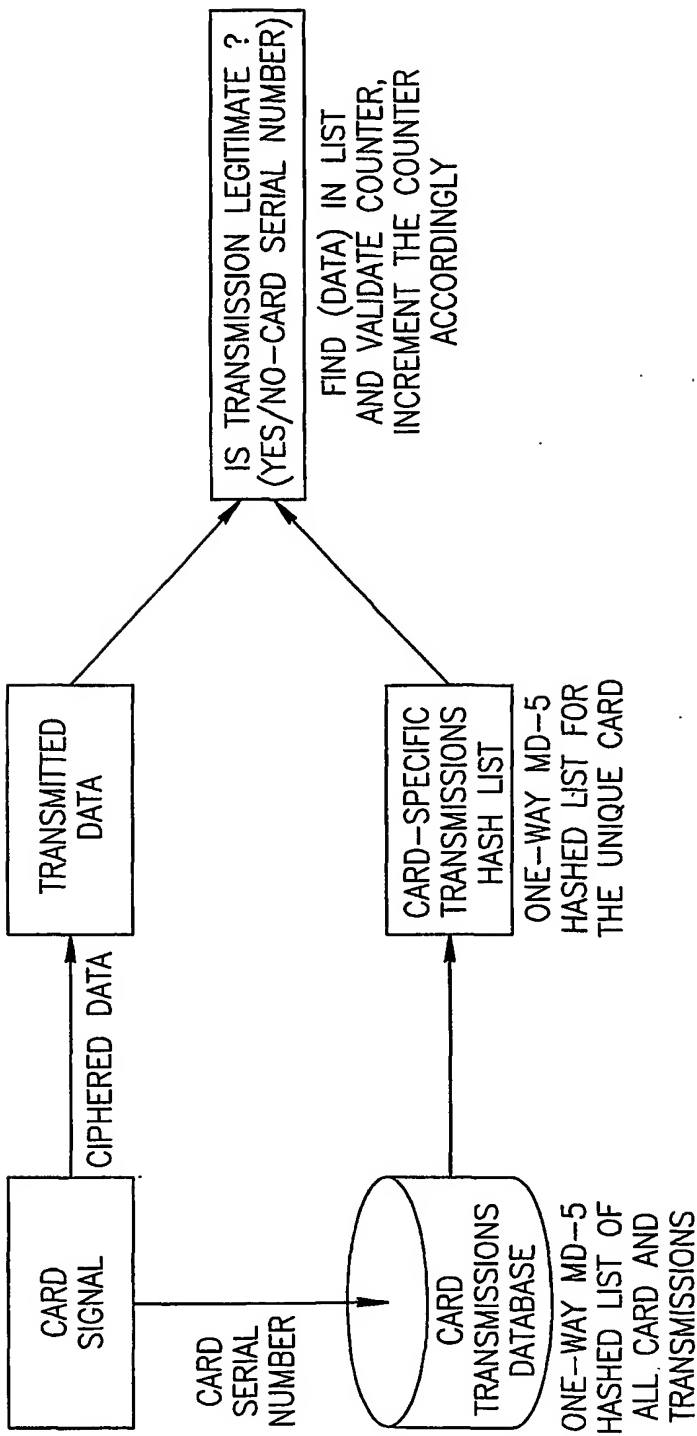 CARD
SIGNAL
CIPHERED DATA
TRANSMITTED
DATA
CARD
SERIAL
NUMBER
CARD
TRANSMISSIONS
DATABASE
ONE-WAY MD-5
HASHED LIST OF
ALL CARD AND
TRANSMISSIONS
CARD-SPECIFIC
TRANSMISSIONS
HASH LIST
ONE-WAY MD-5
HASHED LIST FOR
THE UNIQUE CARD
IS TRANSMISSION LEGITIMATE ?
(YES/NO-CARD SERIAL NUMBER)
FIND (DATA) IN LIST
AND VALIDATE COUNTER,
INCREMENT THE COUNTER
ACCORDINGLY